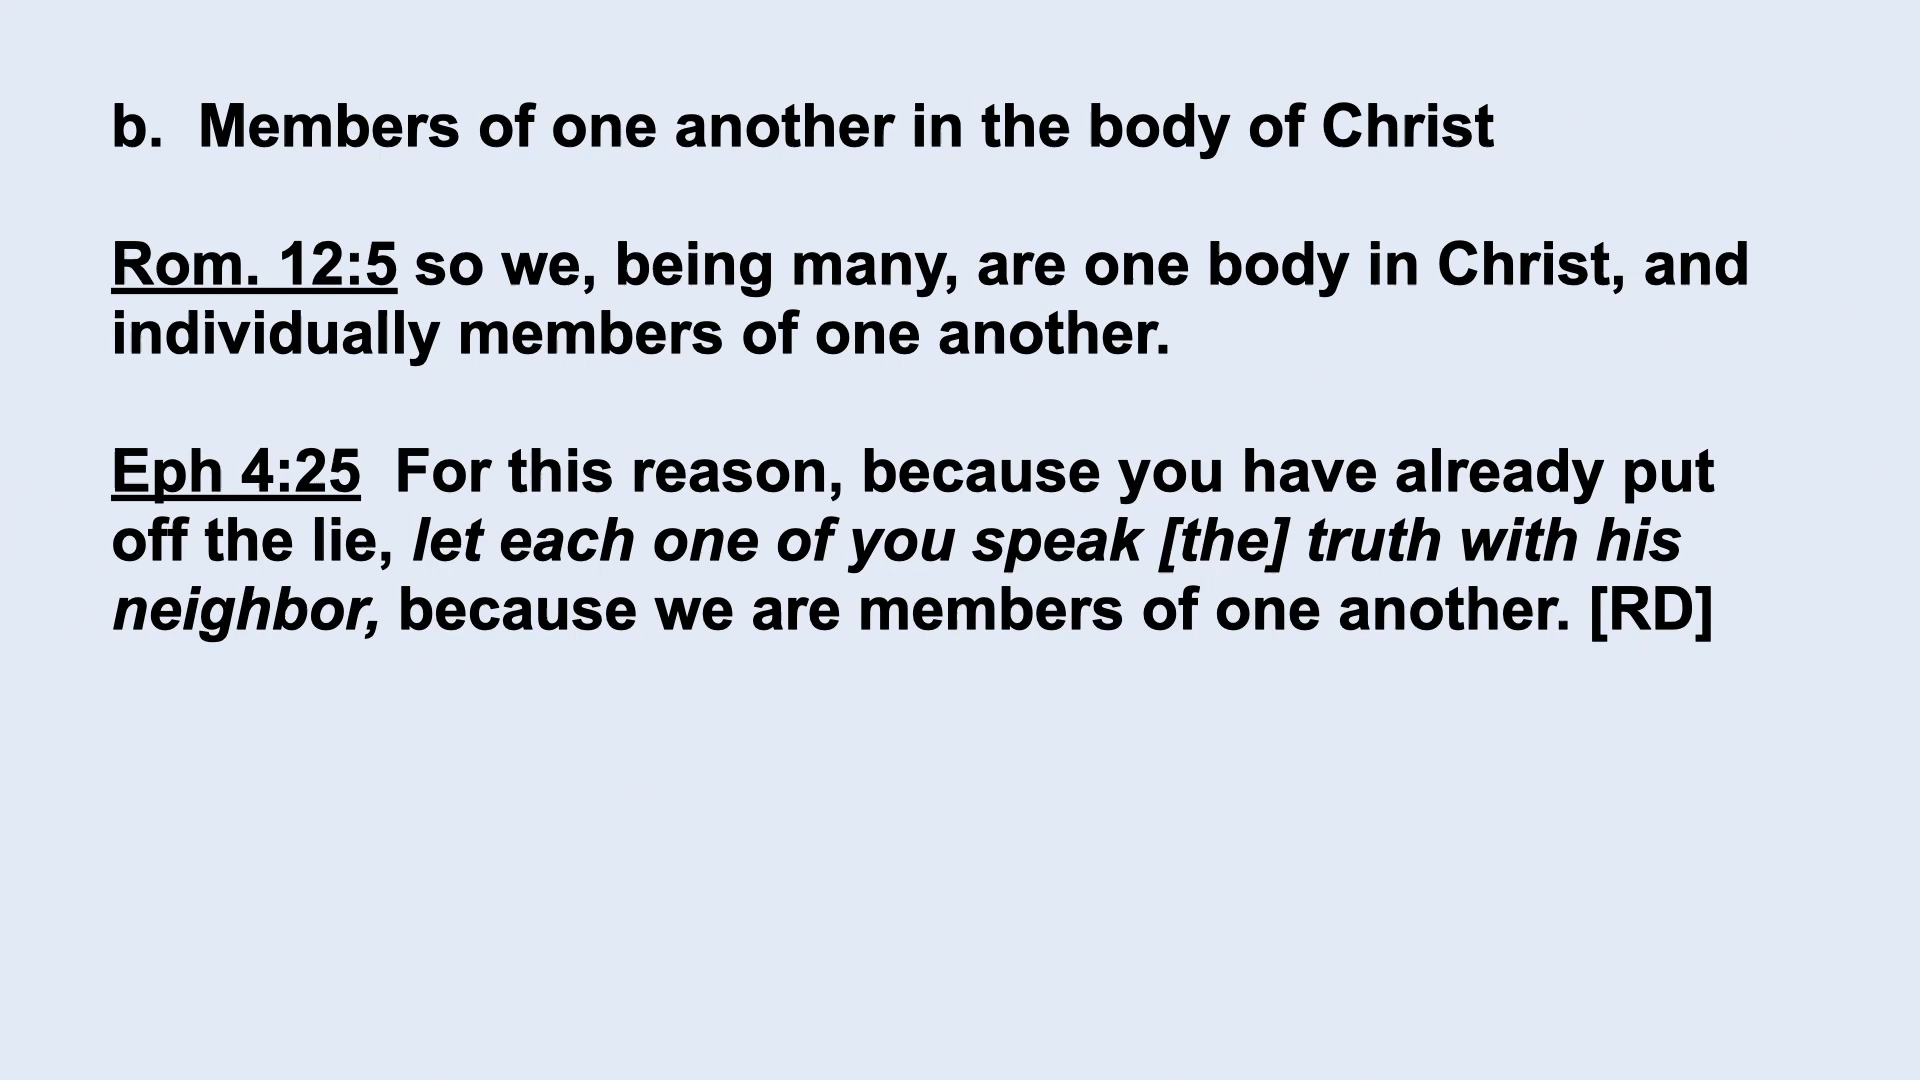 b.  Members of one another in the body of Christ
Rom. 12:5 so we, being many, are one body in Christ, and
individually members of one another.
Eph 4:25  For this reason, because you have already put
off the lie, let each one of you speak [the] truth with his
neighbor, because we are members of one another. [RD]